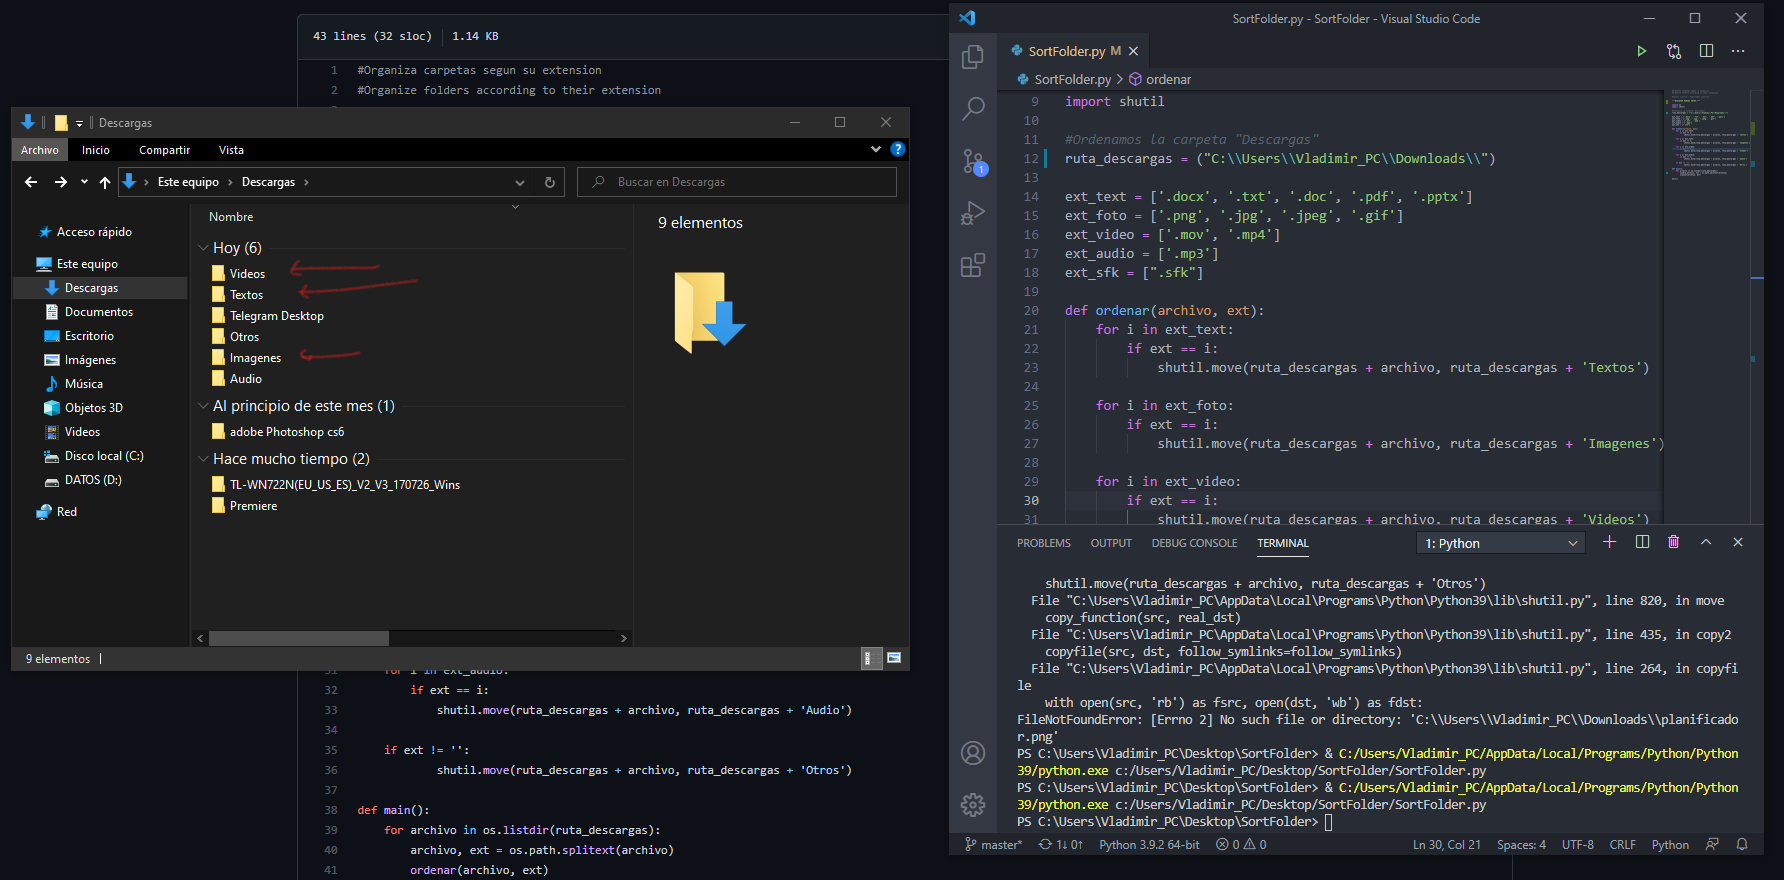 43 lines (32 sloc) 1.14 KB
1 #Organiza carpetas segun su extension
2 #Organize folders according to their extension
Descargas
Archivo Inicio Compartir Vista
Este equipo > Descargas >
Buscar en Descargas
Acceso rápido
Este equipo
Descargas
Documentos
Escritorio
Imágenes
Música
Objetos 3D
Videos
Disco local (C:)
DATOS (D:)
Red
Nombre
Hoy (6)
Videos
Textos
Telegram Desktop
Otros
Imagenes
Audio
Al principio de este mes (1)
adobe Photoshop cs6
Hace mucho tiempo (2)
TL-WN722N(EU_US_ES)_V2_V3_170726_Wins
Premiere
9 elementos
9 elementos
31 for i in ext_audio:
32 if ext == i:
33 shutil.move(ruta_descargas + archivo, ruta_descargas + 'Audio')
34
35 if ext != '':
36 shutil.move(ruta_descargas + archivo, ruta_descargas + 'Otros')
37
38 def main():
39 for archivo in os.listdir(ruta_descargas):
40 archivo, ext = os.path.splitext(archivo)
41 ordenar(archivo, ext)
SortFolder.py - SortFolder - Visual Studio Code
SortFolder.py M
SortFolder.py > ordenar
9 import shutil
10
11 #Ordenamos la carpeta "Descargas"
12 ruta_descargas = ("C:\\Users\\Vladimir_PC\\Downloads\\")
13
14 ext_text = ['.docx', '.txt', '.doc', '.pdf', '.pptx']
15 ext_foto = ['.png', '.jpg', '.jpeg', '.gif']
16 ext_video = ['.mov', '.mp4']
17 ext_audio = ['.mp3']
18 ext_sfk = [".sfk"]
19
20 def ordenar(archivo, ext):
21 for i in ext_text:
22 if ext == i:
23 shutil.move(ruta_descargas + archivo, ruta_descargas + 'Textos')
24
25 for i in ext_foto:
26 if ext == i:
27 shutil.move(ruta_descargas + archivo, ruta_descargas + 'Imagenes')
28
29 for i in ext_video:
30 if ext == i:
31 shutil.move(ruta_descargas + archivo, ruta_descargas + 'Videos')
1
PROBLEMS OUTPUT DEBUG CONSOLE TERMINAL 1: Python
shutil.move(ruta_descargas + archivo, ruta_descargas + 'Otros')
File "C:\Users\Vladimir_PC\AppData\Local\Programs\Python\Python39\lib\shutil.py", line 820, in move
copy_function(src, real_dst)
File "C:\Users\Vladimir_PC\AppData\Local\Programs\Python\Python39\lib\shutil.py", line 435, in copy2
copyfile(src, dst, follow_symlinks=follow_symlinks)
File "C:\Users\Vladimir_PC\AppData\Local\Programs\Python\Python39\lib\shutil.py", line 264, in copyfi
le
with open(src, 'rb') as fsrc, open(dst, 'wb') as fdst:
FileNotFoundError: [Errno 2] No such file or directory: 'C:\\Users\\Vladimir_PC\\Downloads\\planificado
r.png'
PS C:\Users\Vladimir_PC\Desktop\SortFolder> & C:/Users/Vladimir_PC/AppData/Local/Programs/Python/Python
39/python.exe c:/Users/Vladimir_PC/Desktop/SortFolder/SortFolder.py
PS C:\Users\Vladimir_PC\Desktop\SortFolder> & C:/Users/Vladimir_PC/AppData/Local/Programs/Python/Python
39/python.exe c:/Users/Vladimir_PC/Desktop/SortFolder/SortFolder.py
PS C:\Users\Vladimir_PC\Desktop\SortFolder>
master* 1↓ 0↑ Python 3.9.2 64-bit 0 0 Ln 30, Col 21 Spaces: 4 UTF-8 CRLF Python